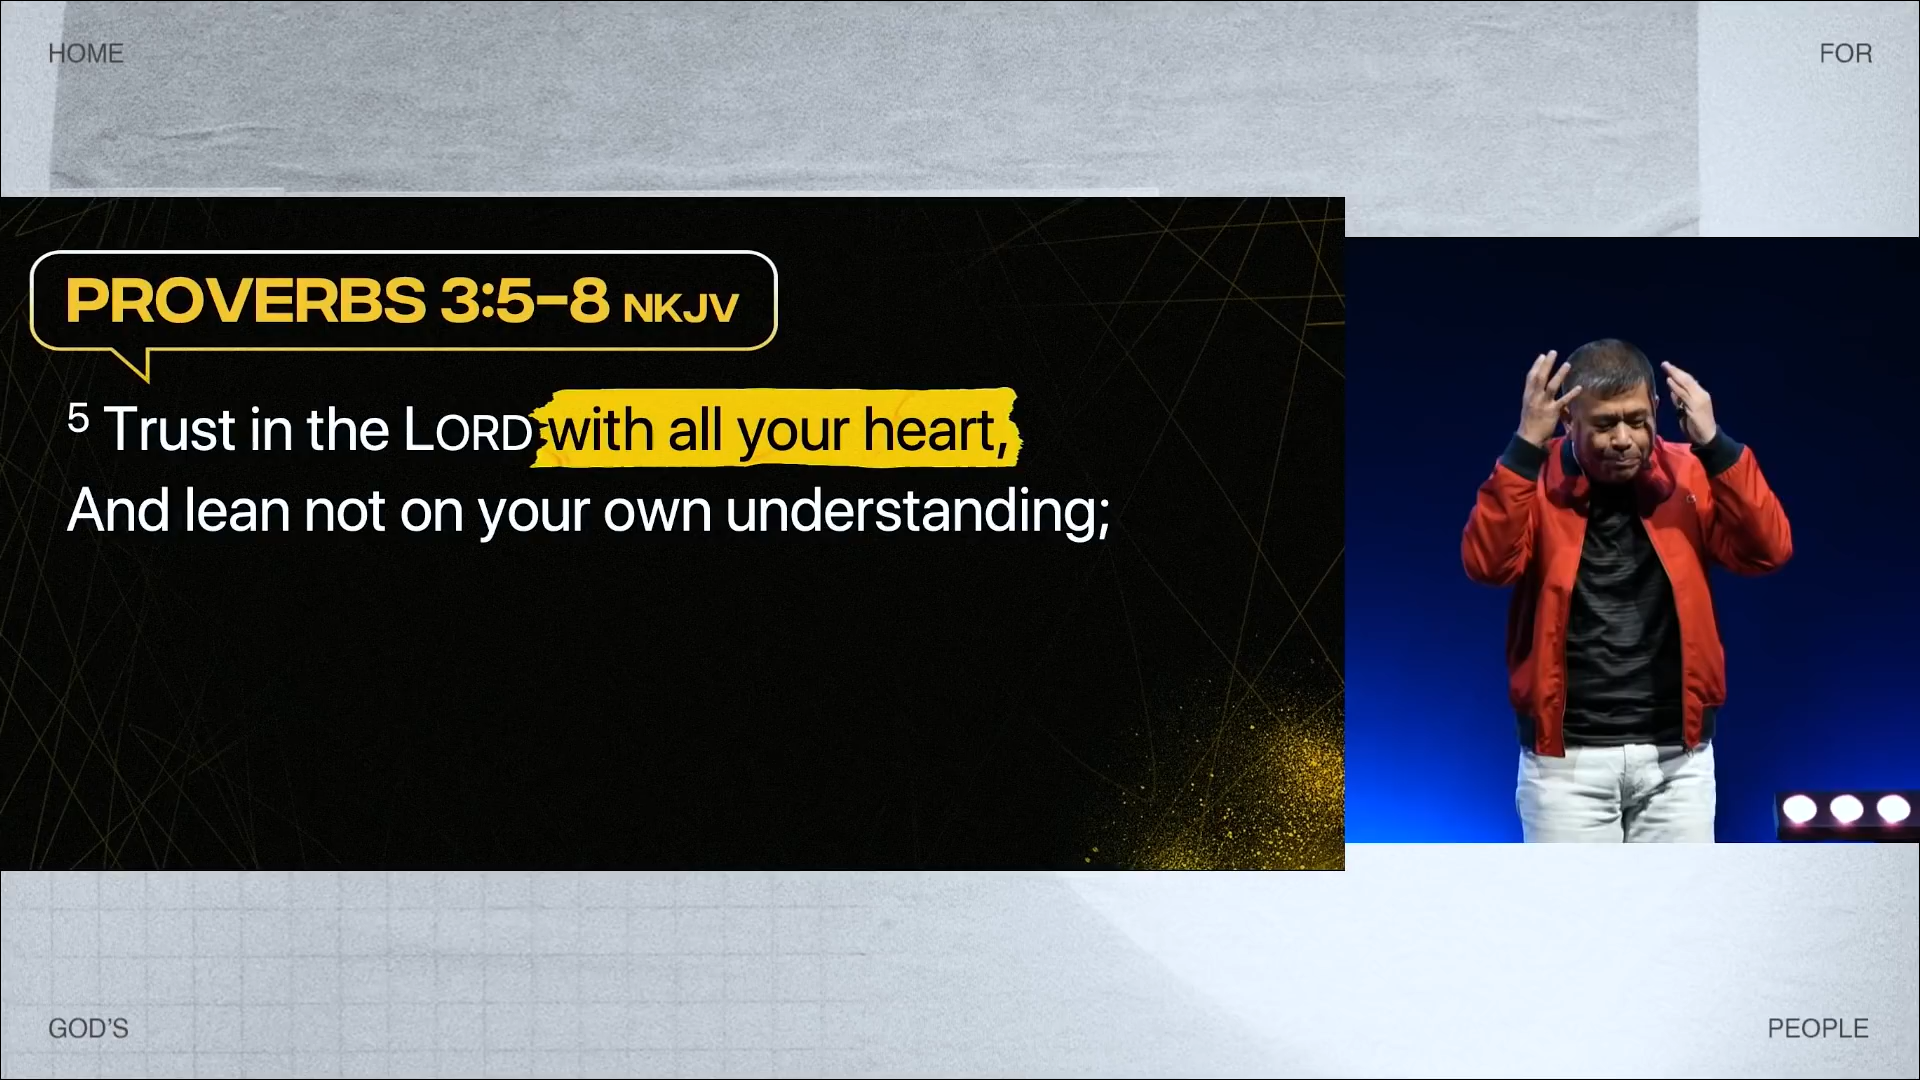 HOME
FOR
PROVERBS 3:5–8 NKJV
5 Trust in the LORD with all your heart,
And lean not on your own understanding;
GOD’S
PEOPLE